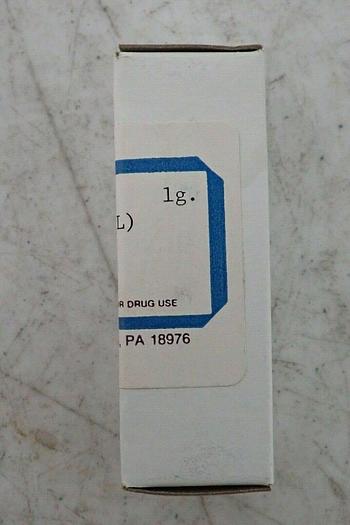 1g.
L)
R DRUG USE
, PA 18976